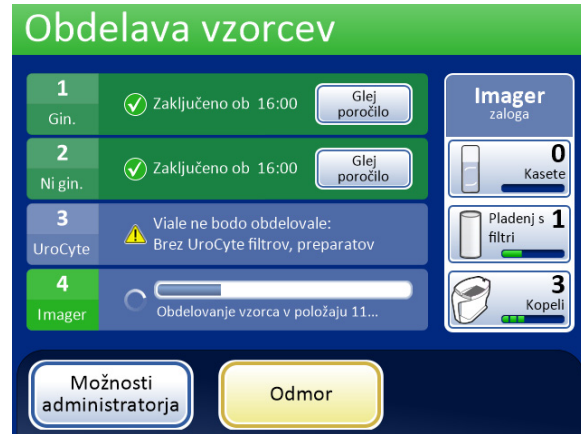 Obdelava vzorcev
1
Gin.
Zaključeno ob 16:00
Glej
poročilo
2
Ni gin.
Zaključeno ob 16:00
Glej
poročilo
3
UroCyte
Viale ne bodo obdelovale:
Brez UroCyte filtrov, preparatov
4
Imager
Obdelovanje vzorca v položaju 11...
Imager
zaloga
0
Kasete
Pladenj s 1
filtri
3
Kopeli
Možnosti
administratorja
Odmor